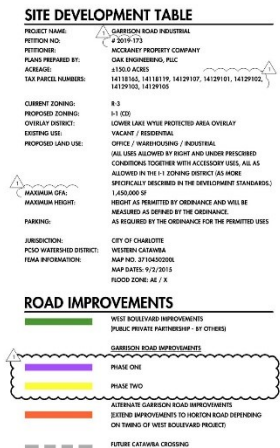 SITE DEVELOPMENT TABLE
PROJECT NAME: GARRISON ROAD INDUSTRIAL
PETITION NO: # 2019-173
PETITIONER: MCCRANEY PROPERTY COMPANY
PLANS PREPARED BY: OAK ENGINEERING, PLLC
ACREAGE: ±150.0 ACRES
TAX PARCEL NUMBERS: 14118165, 14118119, 14129107, 14129101, 14129102,
14129103, 14129105
CURRENT ZONING: R-3
PROPOSED ZONING: I-1 (CD)
OVERLAY DISTRICT: LOWER LAKE WYLIE PROTECTED AREA OVERLAY
EXISTING USE: VACANT / RESIDENTIAL
PROPOSED LAND USE: OFFICE / WAREHOUSING / INDUSTRIAL
(ALL USES ALLOWED BY RIGHT AND UNDER PRESCRIBED
CONDITIONS TOGETHER WITH ACCESSORY USES, ALL AS
ALLOWED IN THE I-1 ZONING DISTRICT (AS MORE
SPECIFICALLY DESCRIBED IN THE DEVELOPMENT STANDARDS.)
MAXIMUM GFA: 1,450,000 SF
MAXIMUM HEIGHT: HEIGHT AS PERMITTED BY ORDINANCE AND WILL BE
MEASURED AS DEFINED BY THE ORDINANCE.
PARKING: AS REQUIRED BY THE ORDINANCE FOR THE PERMITTED USES
JURISDICTION: CITY OF CHARLOTTE
PCSO WATERSHED DISTRICT: WESTERN CATAWBA
FEMA INFORMATION: MAP NO. 3710450200L
MAP DATES: 9/2/2015
FLOOD ZONE: AE / X
ROAD IMPROVEMENTS
WEST BOULEVARD IMPROVEMENTS
(PUBLIC PRIVATE PARTNERSHIP - BY OTHERS)
GARRISON ROAD IMPROVEMENTS
PHASE ONE
PHASE TWO
ALTERNATE GARRISON ROAD IMPROVEMENTS
(EXTEND IMPROVEMENTS TO HORTON ROAD DEPENDING
ON TIMING OF WEST BOULEVARD PROJECT)
FUTURE CATAWBA CROSSING